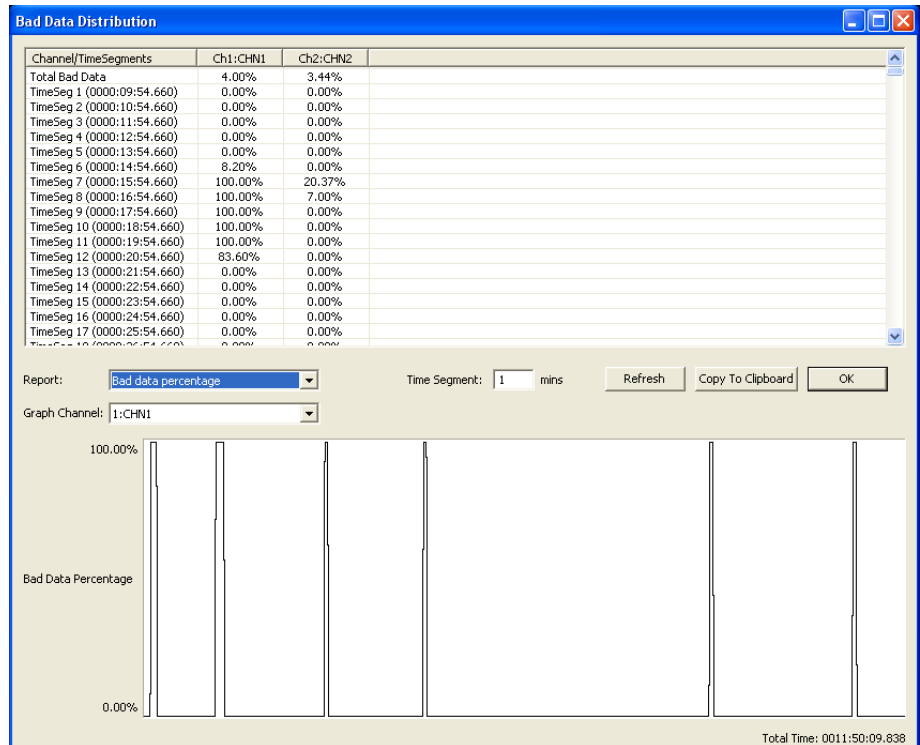 Bad Data Distribution
Channel/TimeSegments Ch1:CHN1 Ch2:CHN2
Total Bad Data 4.00% 3.44%
TimeSeg 1 (0000:09:54.660) 0.00% 0.00%
TimeSeg 2 (0000:10:54.660) 0.00% 0.00%
TimeSeg 3 (0000:11:54.660) 0.00% 0.00%
TimeSeg 4 (0000:12:54.660) 0.00% 0.00%
TimeSeg 5 (0000:13:54.660) 0.00% 0.00%
TimeSeg 6 (0000:14:54.660) 8.20% 0.00%
TimeSeg 7 (0000:15:54.660) 100.00% 20.37%
TimeSeg 8 (0000:16:54.660) 100.00% 7.00%
TimeSeg 9 (0000:17:54.660) 100.00% 0.00%
TimeSeg 10 (0000:18:54.660) 100.00% 0.00%
TimeSeg 11 (0000:19:54.660) 100.00% 0.00%
TimeSeg 12 (0000:20:54.660) 83.60% 0.00%
TimeSeg 13 (0000:21:54.660) 0.00% 0.00%
TimeSeg 14 (0000:22:54.660) 0.00% 0.00%
TimeSeg 15 (0000:23:54.660) 0.00% 0.00%
TimeSeg 16 (0000:24:54.660) 0.00% 0.00%
TimeSeg 17 (0000:25:54.660) 0.00% 0.00%
Report: Bad data percentage Time Segment: 1 mins Refresh Copy To Clipboard OK
Graph Channel: 1:CHN1
100.00%
Bad Data Percentage
0.00%
Total Time: 0011:50:09.838